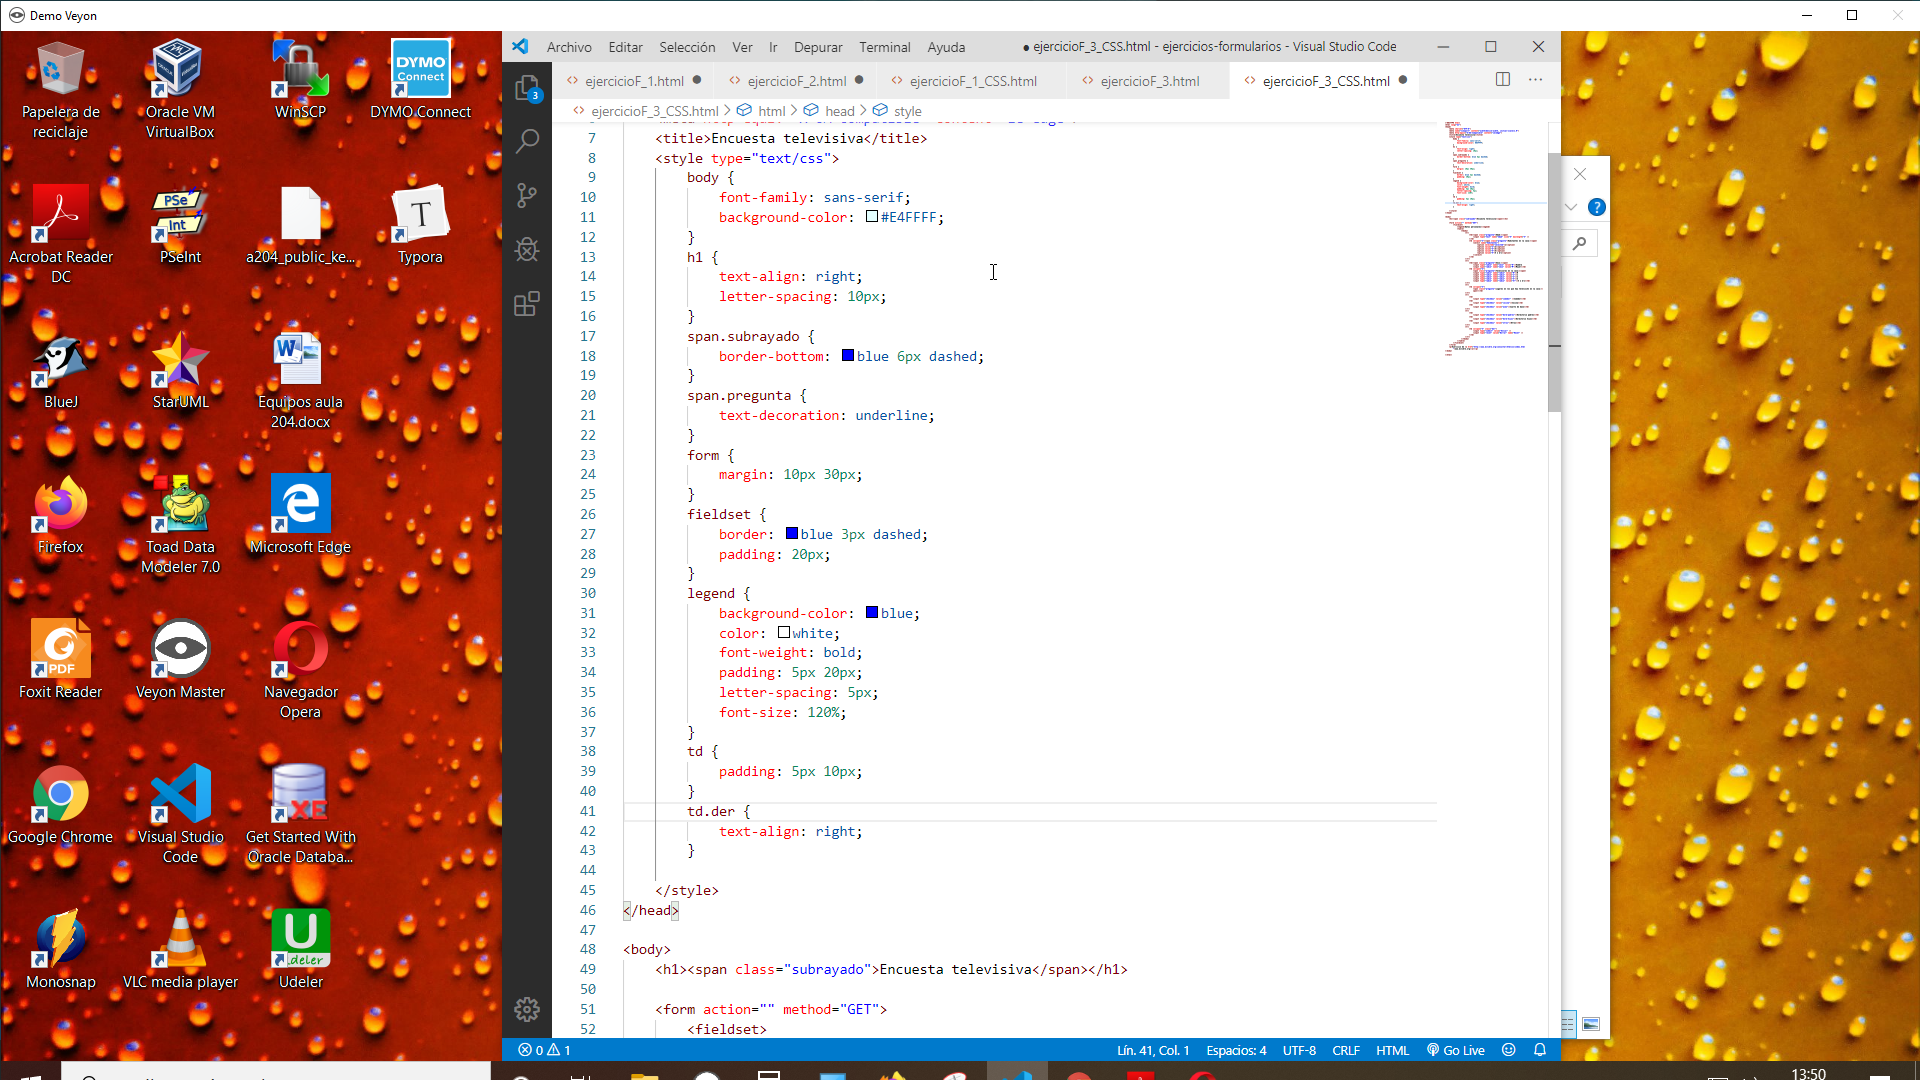 Demo Veyon
Papelera de reciclaje
Oracle VM VirtualBox
WinSCP
DYMO Connect
DYMO Connect
Acrobat Reader DC
PSe
Int
PSeInt
a204_public_ke...
T
Typora
BlueJ
StarUML
Equipos aula 204.docx
Firefox
Toad Data Modeler 7.0
Microsoft Edge
PDF
Foxit Reader
Veyon Master
Navegador Opera
Google Chrome
Visual Studio Code
XE
Get Started With Oracle Databa...
Monosnap
VLC media player
U
deler
Udeler
Archivo Editar Selección Ver Ir Depurar Terminal Ayuda
● ejercicioF_3_CSS.html - ejercicios-formularios - Visual Studio Code
ejercicioF_1.html ejercicioF_2.html ejercicioF_1_CSS.html ejercicioF_3.html ejercicioF_3_CSS.html
3
ejercicioF_3_CSS.html > html > head > style
7 <title>Encuesta televisiva</title>
8 <style type="text/css">
9 body {
10 font-family: sans-serif;
11 background-color: #E4FFFF;
12 }
13 h1 {
14 text-align: right;
15 letter-spacing: 10px;
16 }
17 span.subrayado {
18 border-bottom: blue 6px dashed;
19 }
20 span.pregunta {
21 text-decoration: underline;
22 }
23 form {
24 margin: 10px 30px;
25 }
26 fieldset {
27 border: blue 3px dashed;
28 padding: 20px;
29 }
30 legend {
31 background-color: blue;
32 color: white;
33 font-weight: bold;
34 padding: 5px 20px;
35 letter-spacing: 5px;
36 font-size: 120%;
37 }
38 td {
39 padding: 5px 10px;
40 }
41 td.der {
42 text-align: right;
43 }
44
45 </style>
46 </head>
47
48 <body>
49 <h1><span class="subrayado">Encuesta televisiva</span></h1>
50
51 <form action="" method="GET">
52 <fieldset>
0 1 Lín. 41, Col. 1 Espacios: 4 UTF-8 CRLF HTML Go Live
13:50